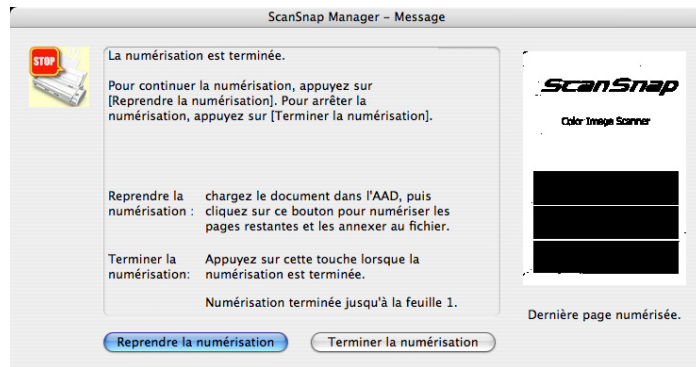 ScanSnap Manager – Message
STOP
La numérisation est terminée.
Pour continuer la numérisation, appuyez sur
[Reprendre la numérisation]. Pour arrêter la
numérisation, appuyez sur [Terminer la numérisation].
Reprendre la chargez le document dans l'AAD, puis
numérisation : cliquez sur ce bouton pour numériser les
pages restantes et les annexer au fichier.
Terminer la Appuyez sur cette touche lorsque la
numérisation: numérisation est terminée.
Numérisation terminée jusqu'à la feuille 1.
ScanSnap
Color Image Scanner
Dernière page numérisée.
Reprendre la numérisation
Terminer la numérisation